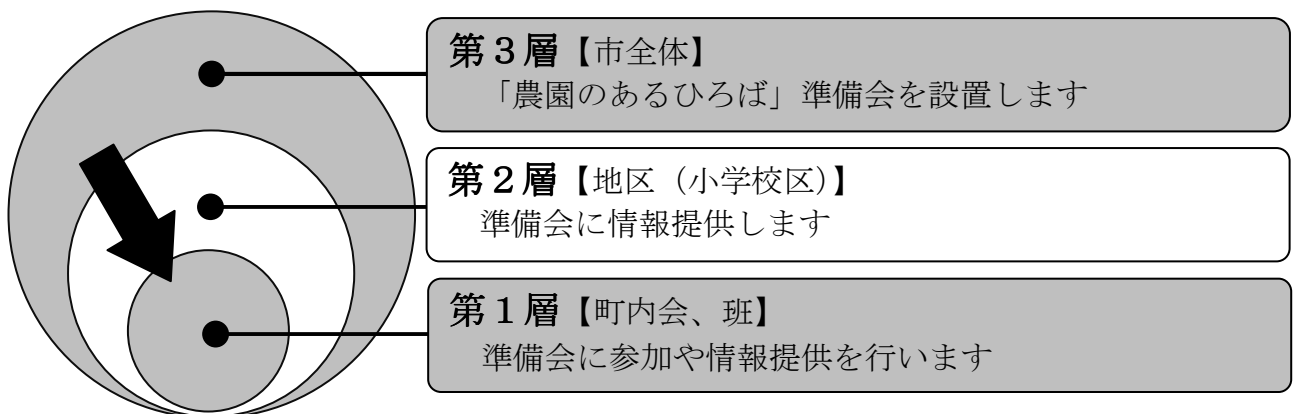 第３層【市全体】
「農園のあるひろば」準備会を設置します
第２層【地区（小学校区）】
準備会に情報提供します
第１層【町内会、班】
準備会に参加や情報提供を行います